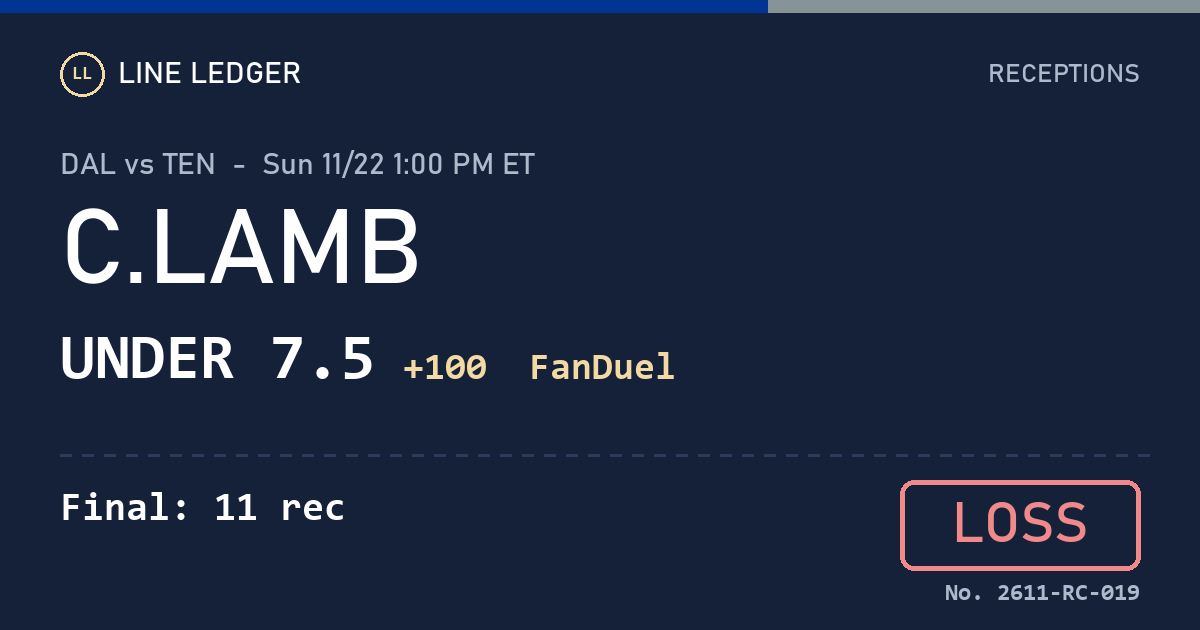 LL LINE LEDGER
RECEPTIONS
DAL vs TEN - Sun 11/22 1:00 PM ET
C.LAMB
UNDER 7.5 +100 FanDuel
Final: 11 rec
LOSS
No. 2611-RC-019